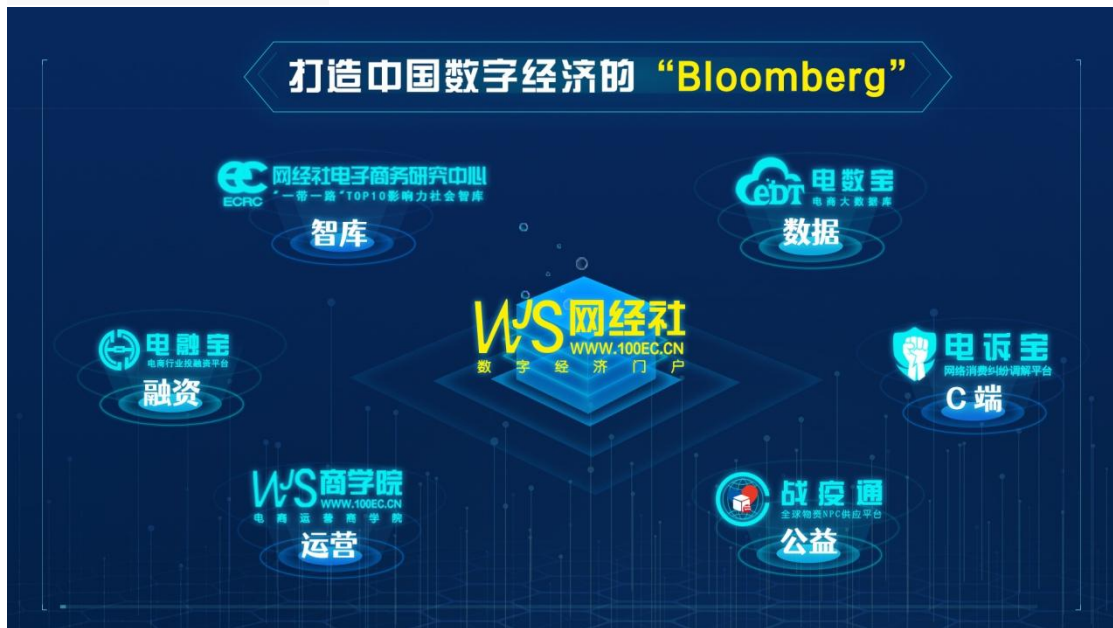 打造中国数字经济的“Bloomberg”
ECRC
网经社电子商务研究中心
“一带一路”TOP10影响力社会智库
智库
eDT
电数宝
电商大数据库
数据
WJS网经社
WWW.100EC.CN
数字经济门户
电融宝
电商行业投融资平台
融资
电诉宝
网络消费纠纷调解平台
C端
WJS商学院
WWW.100EC.CN
电商运营商学院
运营
战疫通
全球物资NPC供应平台
公益